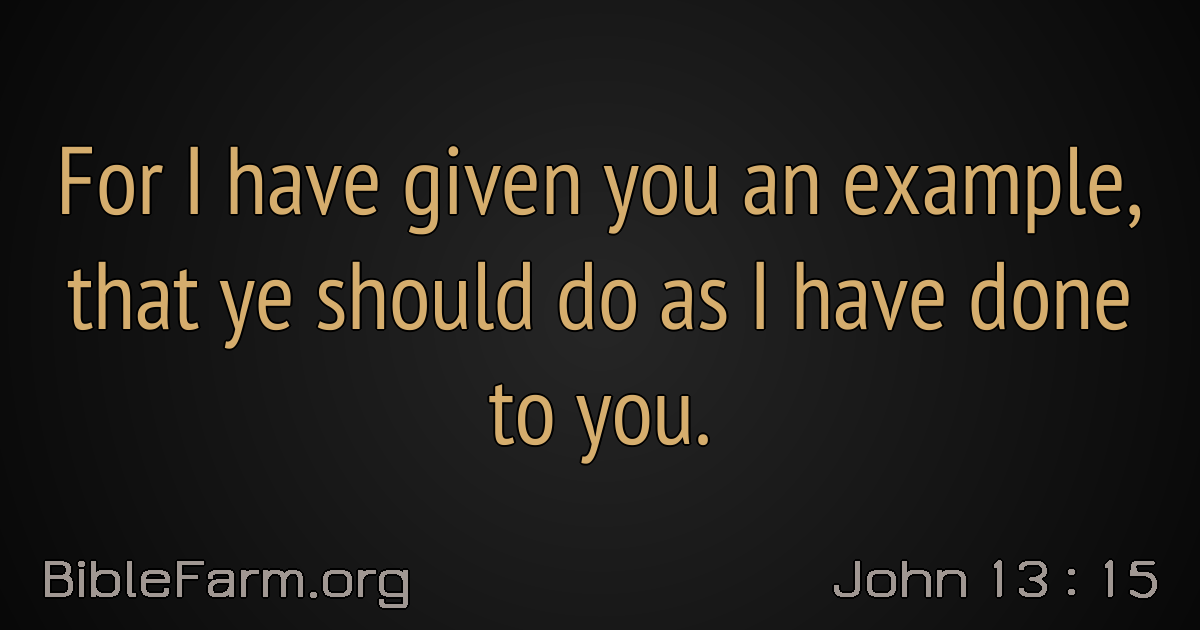 For I have given you an example,
that ye should do as I have done
to you.
BibleFarm.org
John 13 : 15